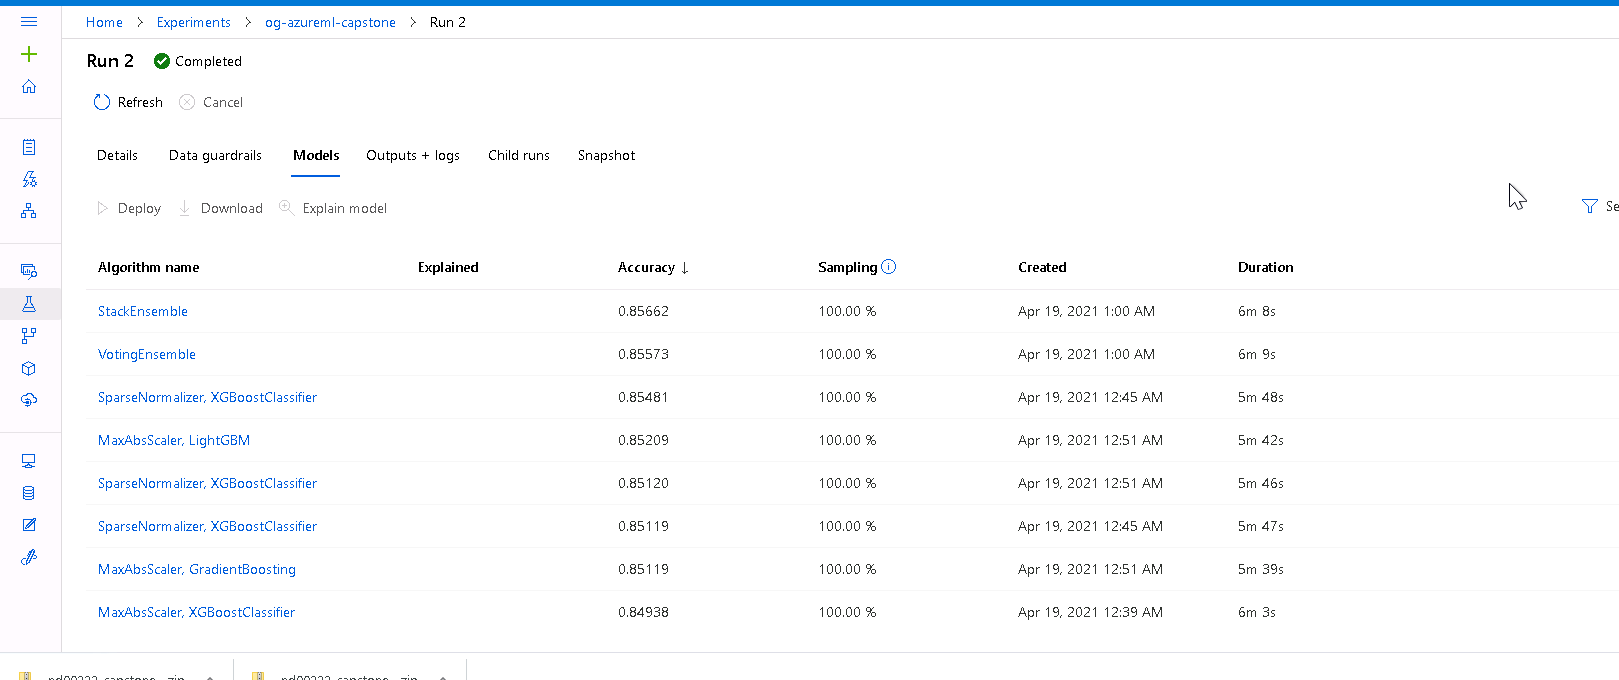 Home > Experiments > og-azureml-capstone > Run 2
Run 2 Completed
Refresh Cancel
Details Data guardrails Models Outputs + logs Child runs Snapshot
Deploy Download Explain model
Algorithm name Explained Accuracy ↓ Sampling Created Duration
StackEnsemble 0.85662 100.00 % Apr 19, 2021 1:00 AM 6m 8s
VotingEnsemble 0.85573 100.00 % Apr 19, 2021 1:00 AM 6m 9s
SparseNormalizer, XGBoostClassifier 0.85481 100.00 % Apr 19, 2021 12:45 AM 5m 48s
MaxAbsScaler, LightGBM 0.85209 100.00 % Apr 19, 2021 12:51 AM 5m 42s
SparseNormalizer, XGBoostClassifier 0.85120 100.00 % Apr 19, 2021 12:51 AM 5m 46s
SparseNormalizer, XGBoostClassifier 0.85119 100.00 % Apr 19, 2021 12:45 AM 5m 47s
MaxAbsScaler, GradientBoosting 0.85119 100.00 % Apr 19, 2021 12:51 AM 5m 39s
MaxAbsScaler, XGBoostClassifier 0.84938 100.00 % Apr 19, 2021 12:39 AM 6m 3s